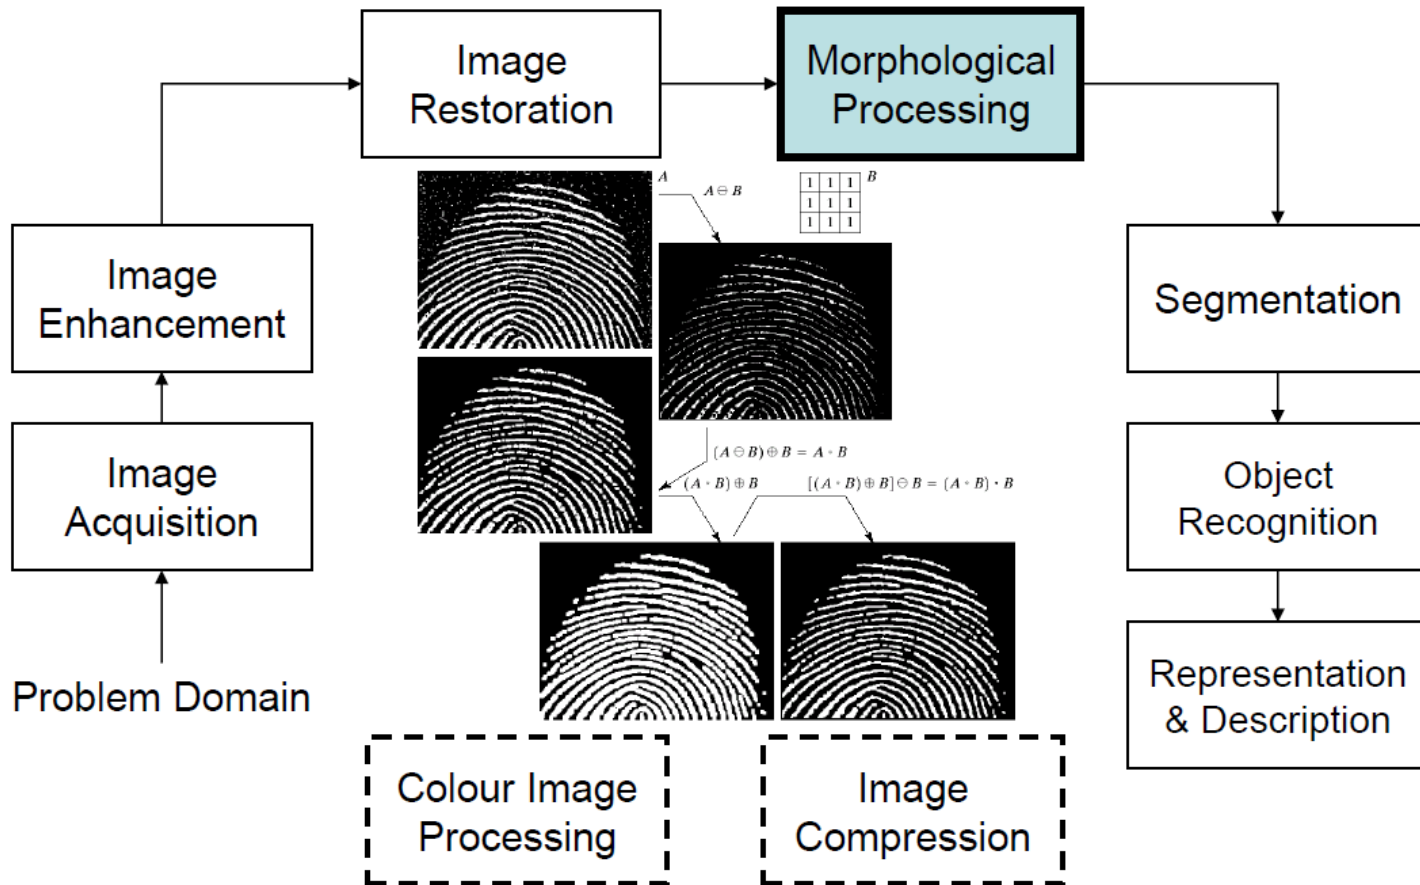 Image
Restoration
Morphological
Processing
A
A ⊖ B
1 1 1
1 1 1
1 1 1
B
Image
Enhancement
Segmentation
(A ⊖ B) ⊕ B = A ∘ B
(A ∘ B) ⊕ B
[(A ∘ B) ⊕ B] ⊖ B = (A ∘ B) • B
Image
Acquisition
Object
Recognition
Problem Domain
Representation
& Description
Colour Image
Processing
Image
Compression